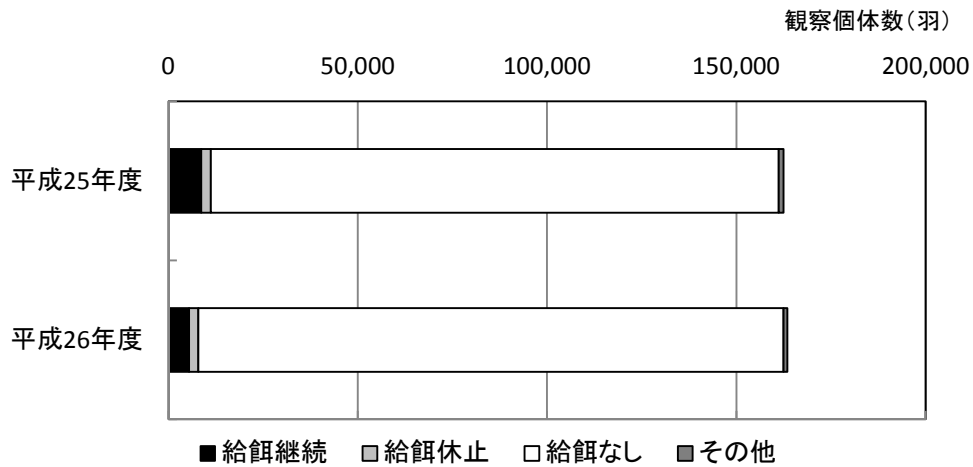 観察個体数（羽）
0 50,000 100,000 150,000 200,000
平成25年度
平成26年度
給餌継続 給餌休止 給餌なし その他